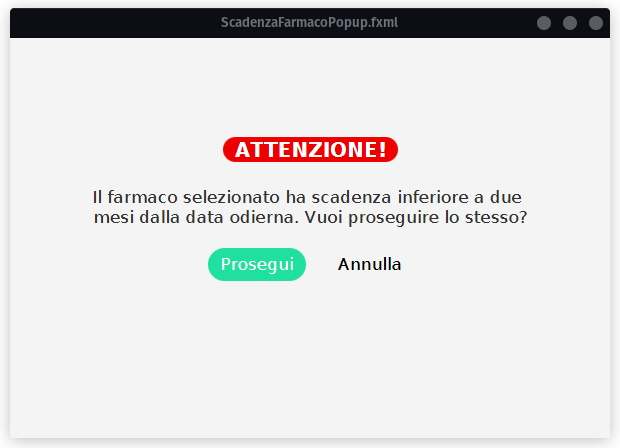 ScadenzaFarmacoPopup.fxml
ATTENZIONE!
Il farmaco selezionato ha scadenza inferiore a due
mesi dalla data odierna. Vuoi proseguire lo stesso?
Prosegui Annulla